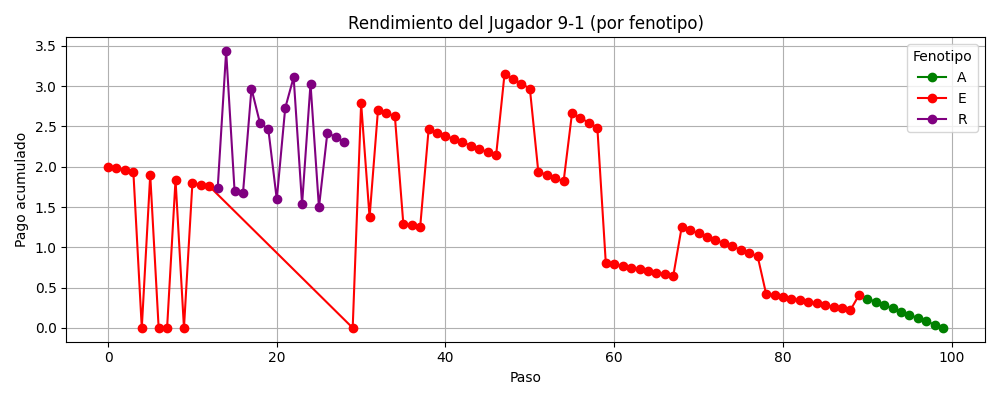 Rendimiento del Jugador 9-1 (por fenotipo)
Pago acumulado
3.5
3.0
2.5
2.0
1.5
1.0
0.5
0.0
0 20 40 60 80 100
Paso
Fenotipo
A
E
R